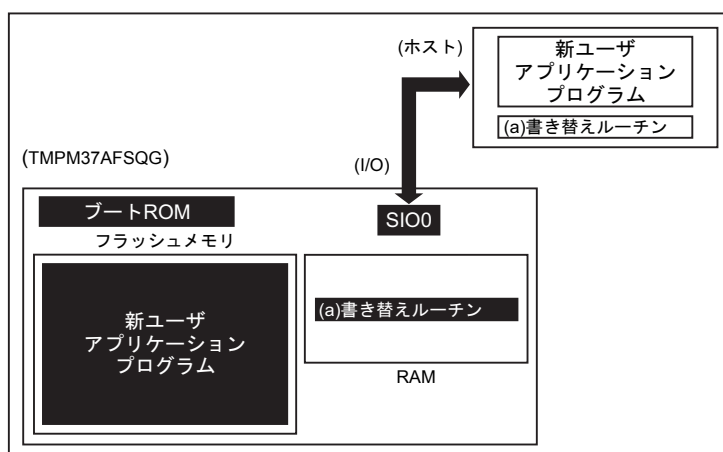 (ホスト)
新ユーザ
アプリケーション
プログラム
(a)書き替えルーチン
(TMPM37AFSQG)
(I/O)
ブートROM
SIO0
フラッシュメモリ
新ユーザ
アプリケーション
プログラム
(a)書き替えルーチン
RAM